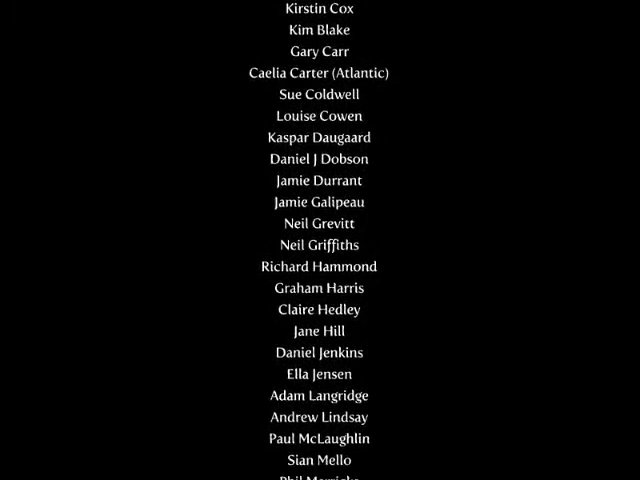 Kirstin Cox
Kim Blake
Gary Carr
Caelia Carter (Atlantic)
Sue Coldwell
Louise Cowen
Kaspar Daugaard
Daniel J Dobson
Jamie Durrant
Jamie Galipeau
Neil Grevitt
Neil Griffiths
Richard Hammond
Graham Harris
Claire Hedley
Jane Hill
Daniel Jenkins
Ella Jensen
Adam Langridge
Andrew Lindsay
Paul McLaughlin
Sian Mello